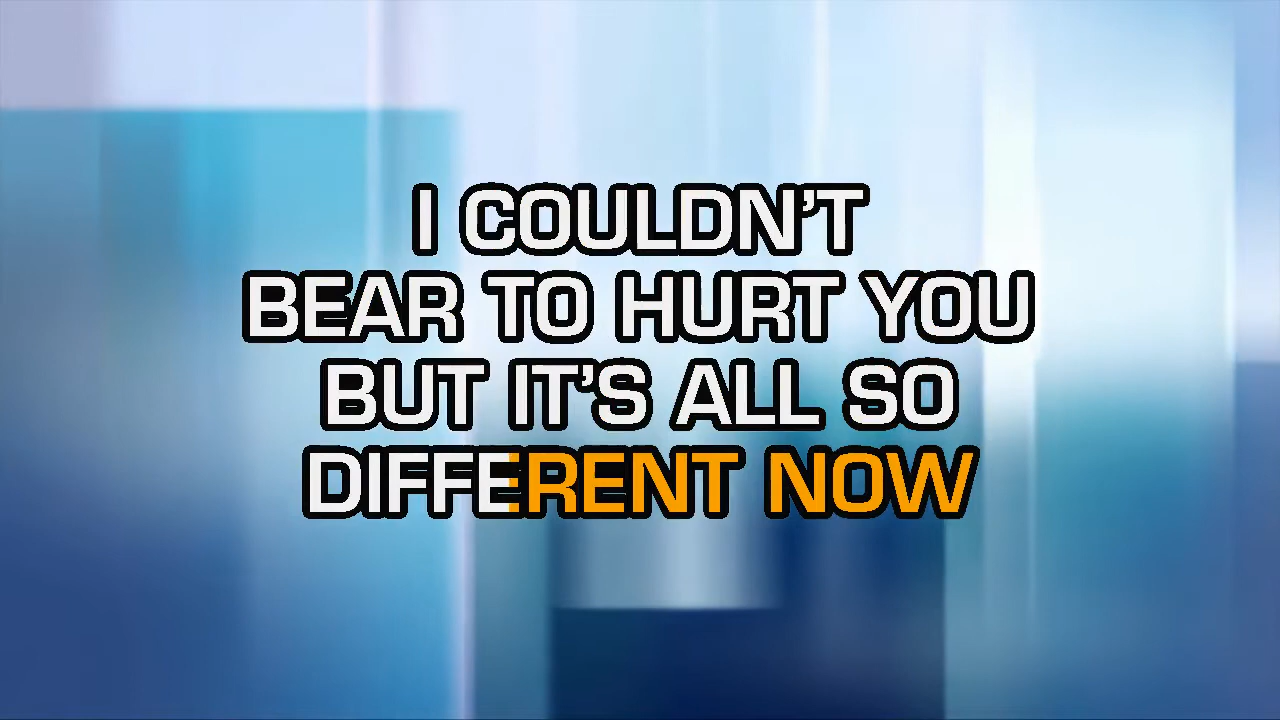 I COULDN'T
BEAR TO HURT YOU
BUT IT'S ALL SO
DIFFERENT NOW